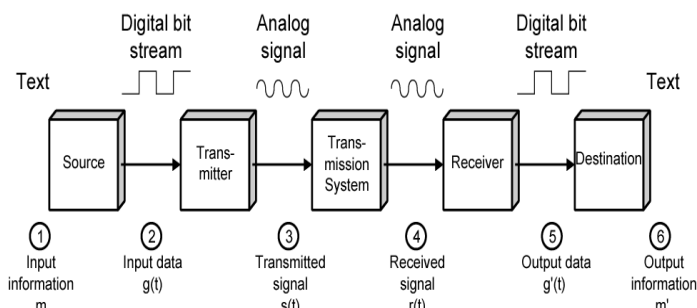 Digital bit
stream
Analog
signal
Analog
signal
Digital bit
stream
Text
Text
Source
Trans-
mitter
Trans-
mission
System
Receiver
Destination
1
2
3
4
5
6
Input
information
m
Input data
g(t)
Transmitted
signal
s(t)
Received
signal
r(t)
Output data
g'(t)
Output
information
m'